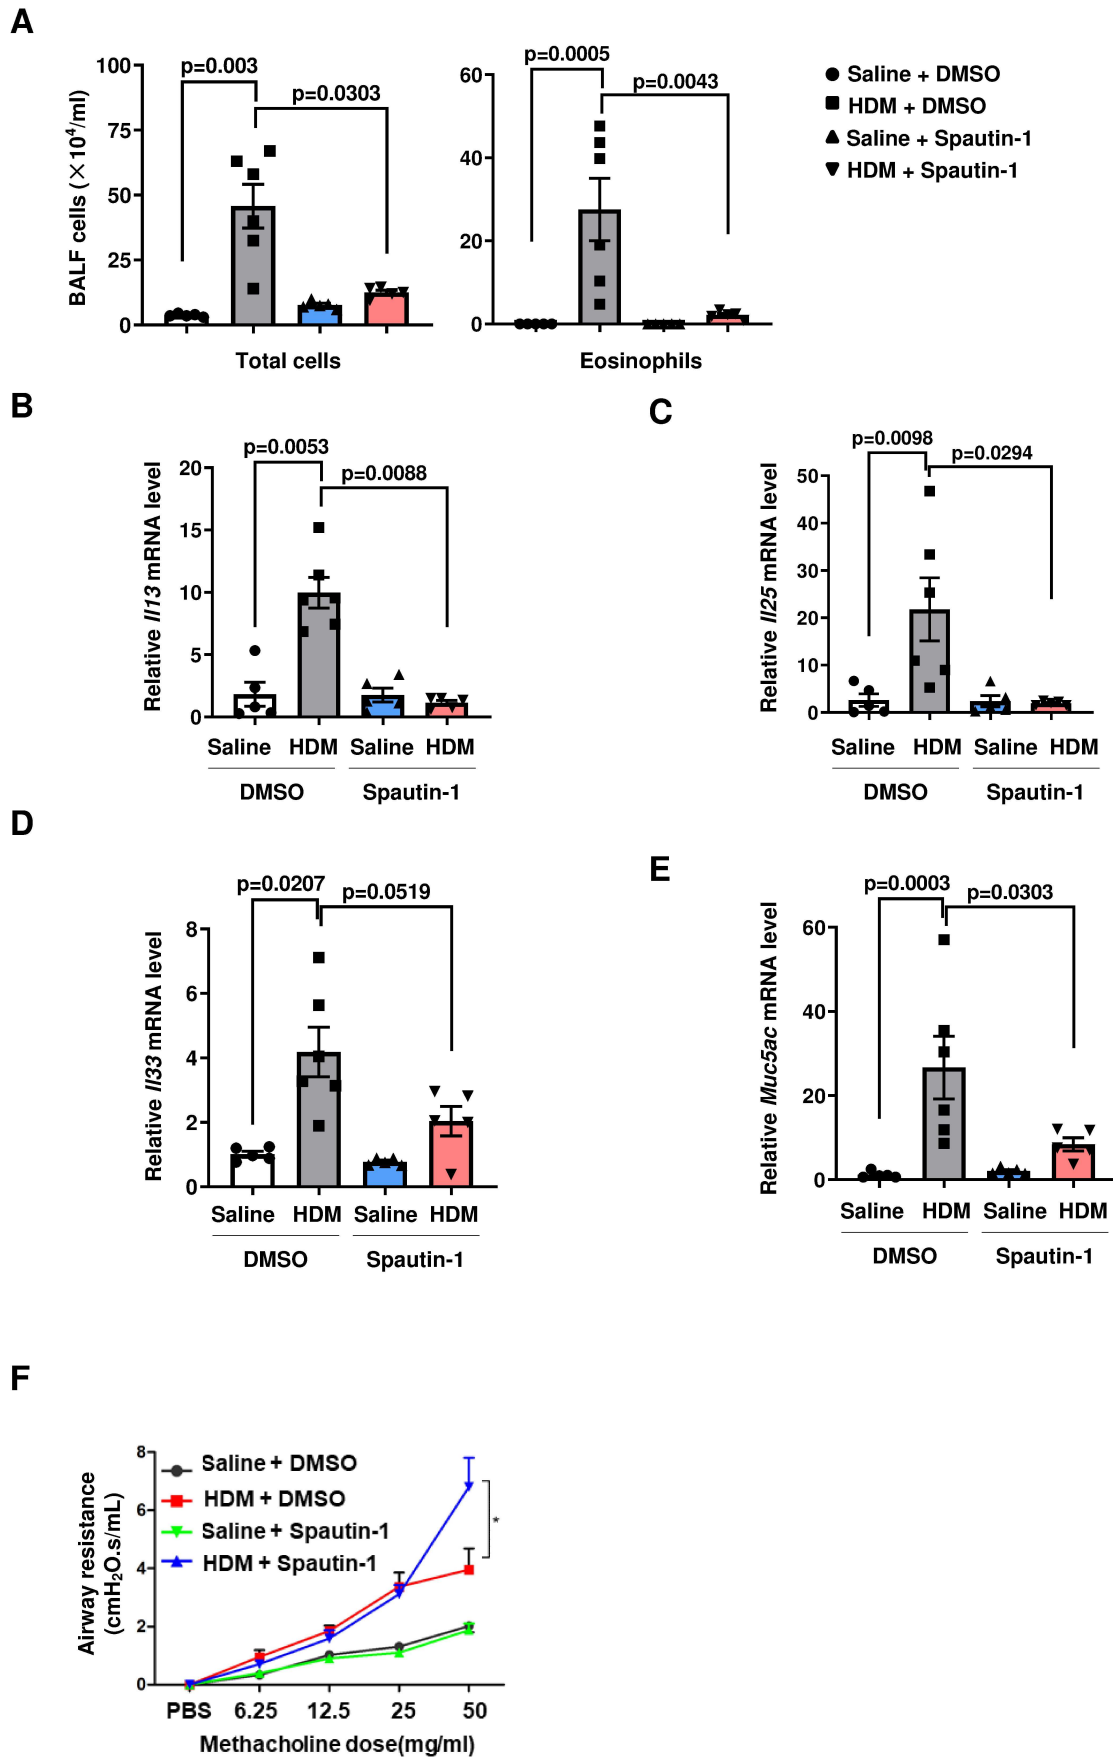 A
p=0.003
p=0.0303
100
75
50
25
0
BALF cells (×10⁴/ml)
Total cells
p=0.0005
p=0.0043
60
40
20
0
Eosinophils
Saline + DMSO
HDM + DMSO
Saline + Spautin-1
HDM + Spautin-1
B
p=0.0053
p=0.0088
20
15
10
5
0
Relative Il13 mRNA level
Saline HDM Saline HDM
DMSO Spautin-1
C
p=0.0098
p=0.0294
50
40
30
20
10
0
Relative Il25 mRNA level
Saline HDM Saline HDM
DMSO Spautin-1
D
p=0.0207
p=0.0519
8
6
4
2
0
Relative Il33 mRNA level
Saline HDM Saline HDM
DMSO Spautin-1
E
p=0.0003
p=0.0303
60
40
20
0
Relative Muc5ac mRNA level
Saline HDM Saline HDM
DMSO Spautin-1
F
8
6
4
2
0
Airway resistance
(cmH₂O.s/mL)
Saline + DMSO
HDM + DMSO
Saline + Spautin-1
HDM + Spautin-1
*
PBS 6.25 12.5 25 50
Methacholine dose(mg/ml)